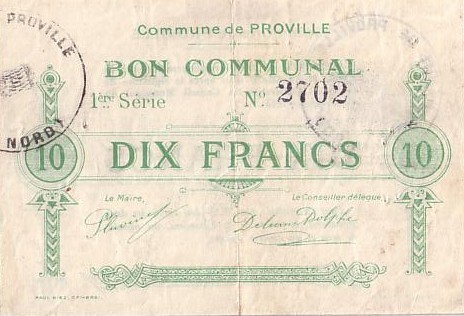 Commune de PROVILLE
PROVILLE
NORD
BON COMMUNAL
1ère Série No 2702
10 DIX FRANCS 10
Le Maire, Le Conseiller délégué,